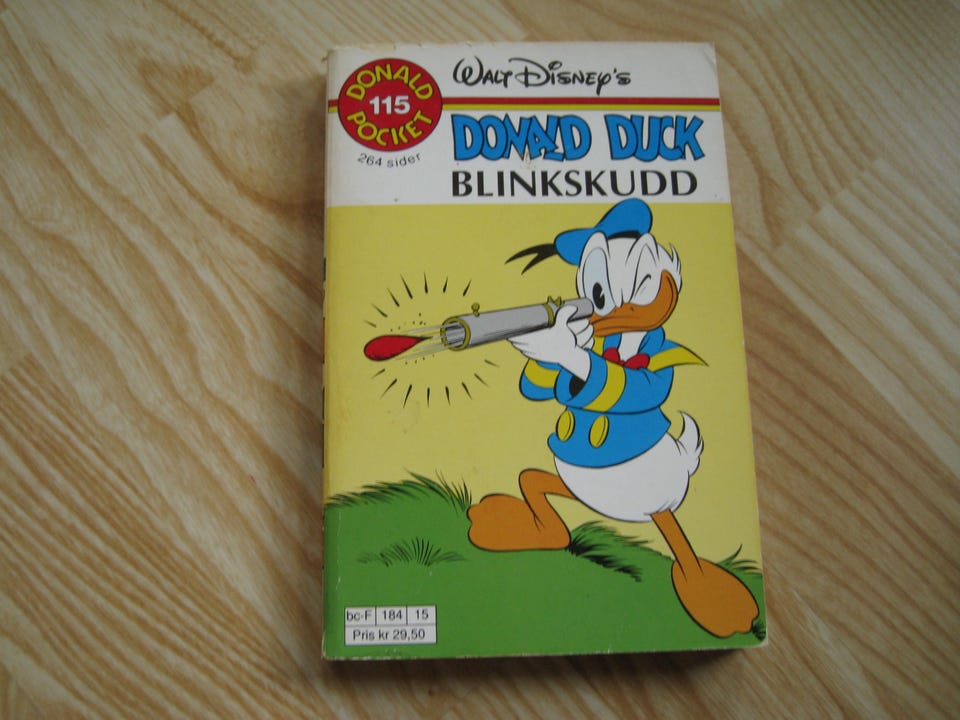 DONALD
115
POCKET
264 sider
WALT DISNEY'S
DONALD DUCK
BLINKSKUDD
bc-F 184 15
Pris kr 29,50